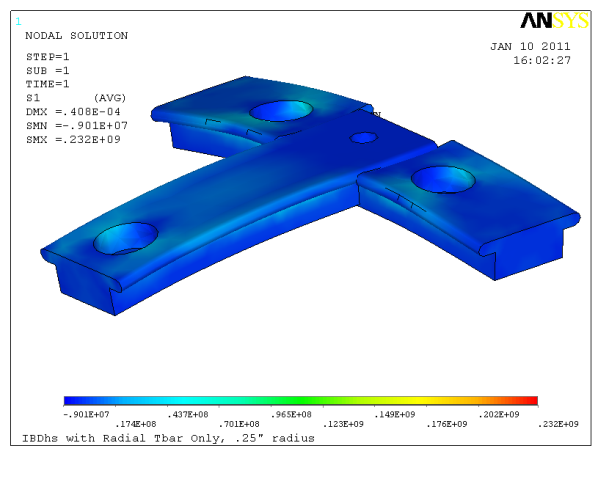 1
ANSYS
NODAL SOLUTION
JAN 10 2011
16:02:27
STEP=1
SUB =1
TIME=1
S1 (AVG)
DMX =.408E-04
SMN =-.901E+07
SMX =.232E+09
-.901E+07 .437E+08 .965E+08 .149E+09 .202E+09
.174E+08 .701E+08 .123E+09 .176E+09 .232E+09
IBDhs with Radial Tbar Only, .25" radius